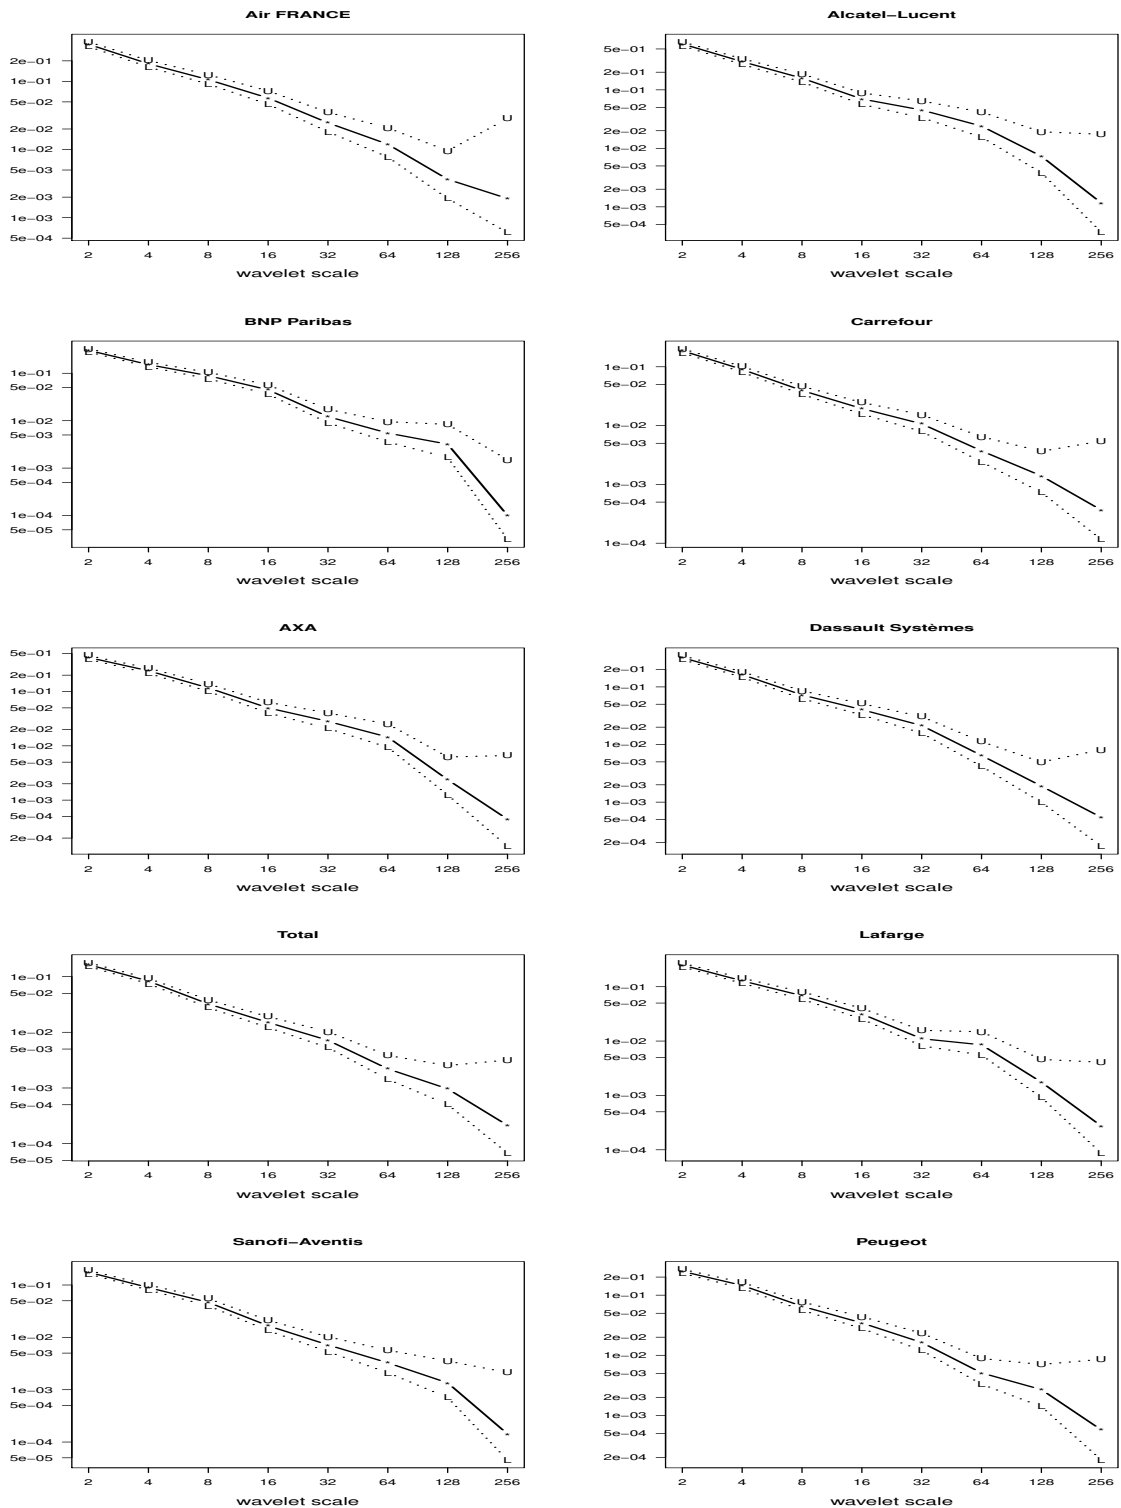 Air FRANCE
2e−01
1e−01
5e−02
2e−02
1e−02
5e−03
2e−03
1e−03
5e−04
U U U U U U U U
L L L L L L L L
2 4 8 16 32 64 128 256
wavelet scale
Alcatel−Lucent
5e−01
2e−01
1e−01
5e−02
2e−02
1e−02
5e−03
2e−03
1e−03
5e−04
U U U U U U U U
L L L L L L L L
2 4 8 16 32 64 128 256
wavelet scale
BNP Paribas
1e−01
5e−02
1e−02
5e−03
1e−03
5e−04
1e−04
5e−05
U U U U U U U U
L L L L L L L L
2 4 8 16 32 64 128 256
wavelet scale
Carrefour
1e−01
5e−02
1e−02
5e−03
1e−03
5e−04
1e−04
U U U U U U U U
L L L L L L L L
2 4 8 16 32 64 128 256
wavelet scale
AXA
5e−01
2e−01
1e−01
5e−02
2e−02
1e−02
5e−03
2e−03
1e−03
5e−04
2e−04
U U U U U U U U
L L L L L L L L
2 4 8 16 32 64 128 256
wavelet scale
Dassault Systèmes
2e−01
1e−01
5e−02
2e−02
1e−02
5e−03
2e−03
1e−03
5e−04
2e−04
U U U U U U U U
L L L L L L L L
2 4 8 16 32 64 128 256
wavelet scale
Total
1e−01
5e−02
1e−02
5e−03
1e−03
5e−04
1e−04
5e−05
U U U U U U U U
L L L L L L L L
2 4 8 16 32 64 128 256
wavelet scale
Lafarge
1e−01
5e−02
1e−02
5e−03
1e−03
5e−04
1e−04
U U U U U U U U
L L L L L L L L
2 4 8 16 32 64 128 256
wavelet scale
Sanofi−Aventis
1e−01
5e−02
1e−02
5e−03
1e−03
5e−04
1e−04
5e−05
U U U U U U U U
L L L L L L L L
2 4 8 16 32 64 128 256
wavelet scale
Peugeot
2e−01
1e−01
5e−02
2e−02
1e−02
5e−03
2e−03
1e−03
5e−04
2e−04
U U U U U U U U
L L L L L L L L
2 4 8 16 32 64 128 256
wavelet scale